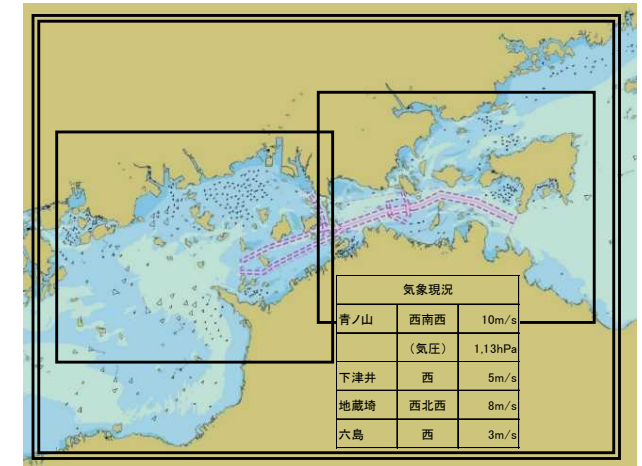 気象現況
青ノ山 西南西 10m/s
（気圧） 1,13hPa
下津井 西 5m/s
地蔵埼 西北西 8m/s
六島 西 3m/s